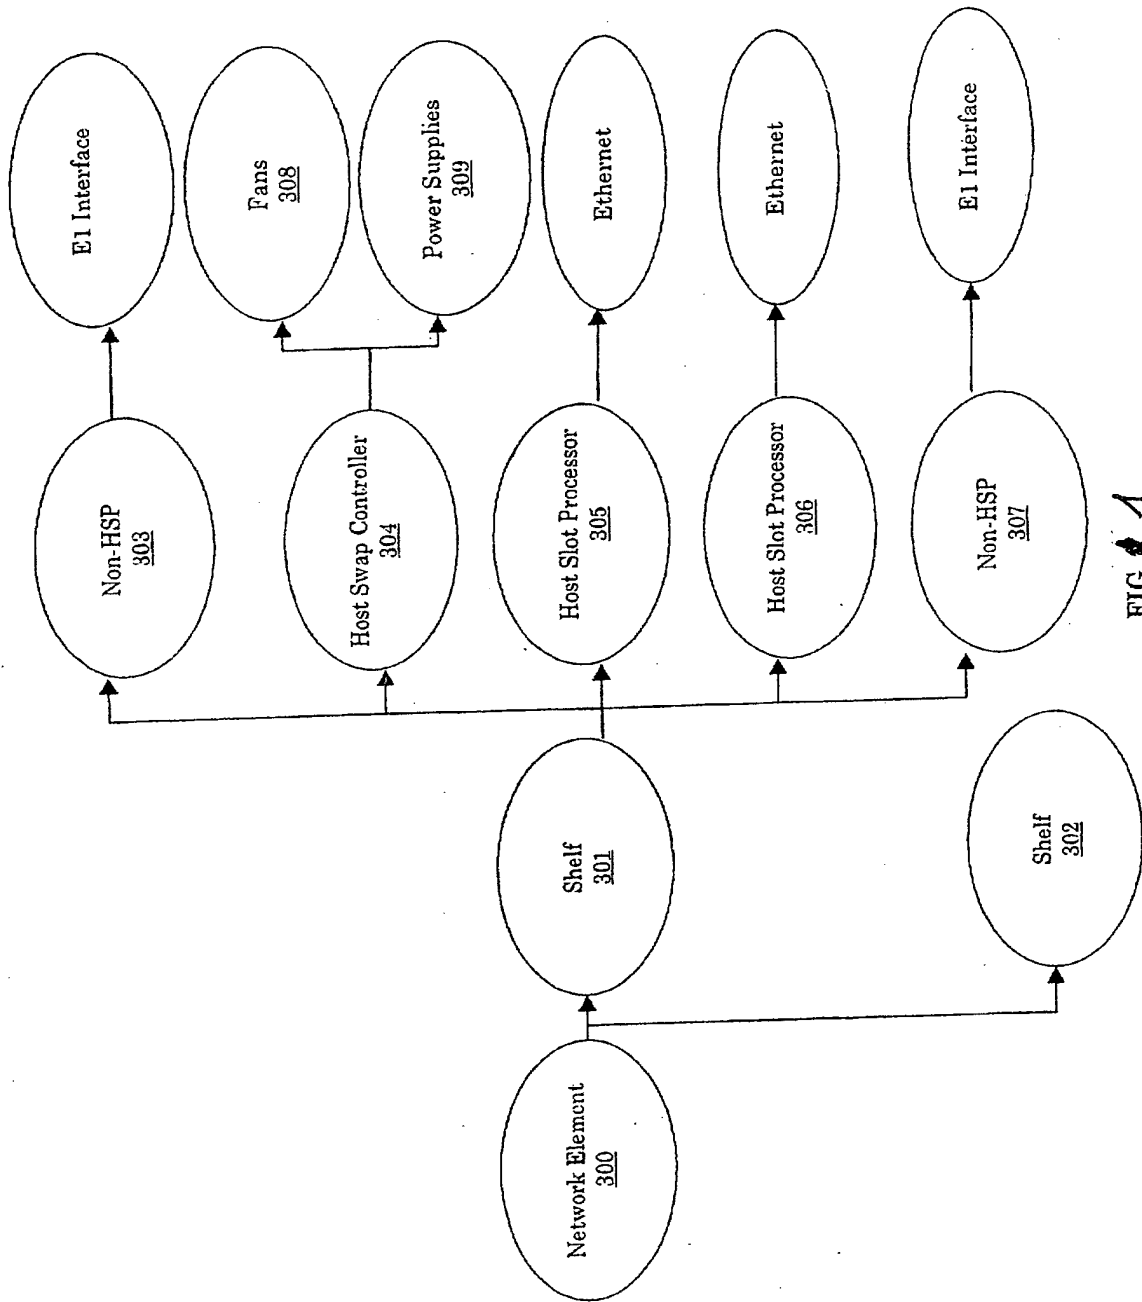 Network Element
300
Shelf
301
Shelf
302
Non-HSP
303
Host Swap Controller
304
Host Slot Processor
305
Host Slot Processor
306
Non-HSP
307
E1 Interface
Fans
308
Power Supplies
309
Ethernet
Ethernet
E1 Interface
FIG